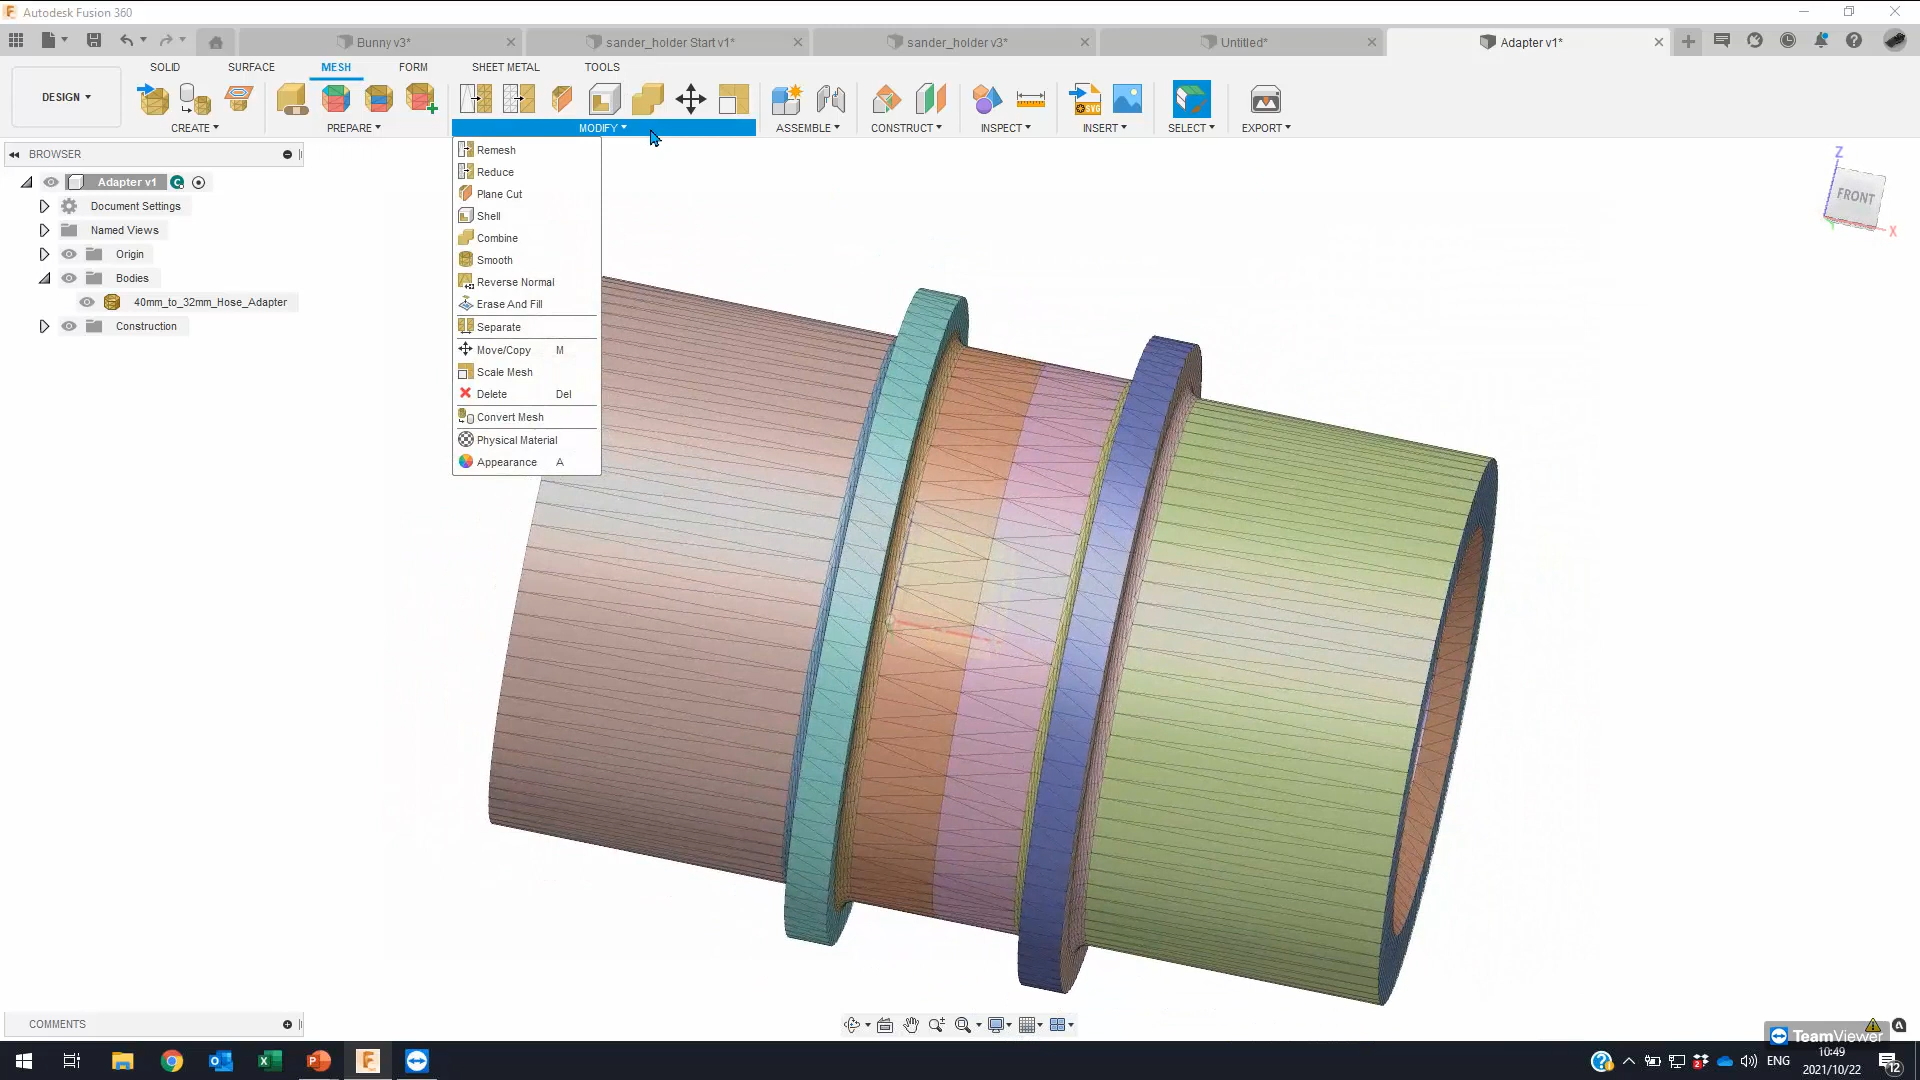 Autodesk Fusion 360
Bunny v3*
sander_holder Start v1*
sander_holder v3*
Untitled*
Adapter v1*
SOLID
SURFACE
MESH
FORM
SHEET METAL
TOOLS
DESIGN
CREATE
PREPARE
MODIFY
ASSEMBLE
CONSTRUCT
INSPECT
INSERT
SELECT
EXPORT
BROWSER
Adapter v1
Document Settings
Named Views
Origin
Bodies
40mm_to_32mm_Hose_Adapter
Construction
Remesh
Reduce
Plane Cut
Shell
Combine
Smooth
Reverse Normal
Erase And Fill
Separate
Move/Copy M
Scale Mesh
Delete Del
Convert Mesh
Physical Material
Appearance A
Z
FRONT
X
COMMENTS
TeamViewer
ENG
10:49
2021/10/22
12